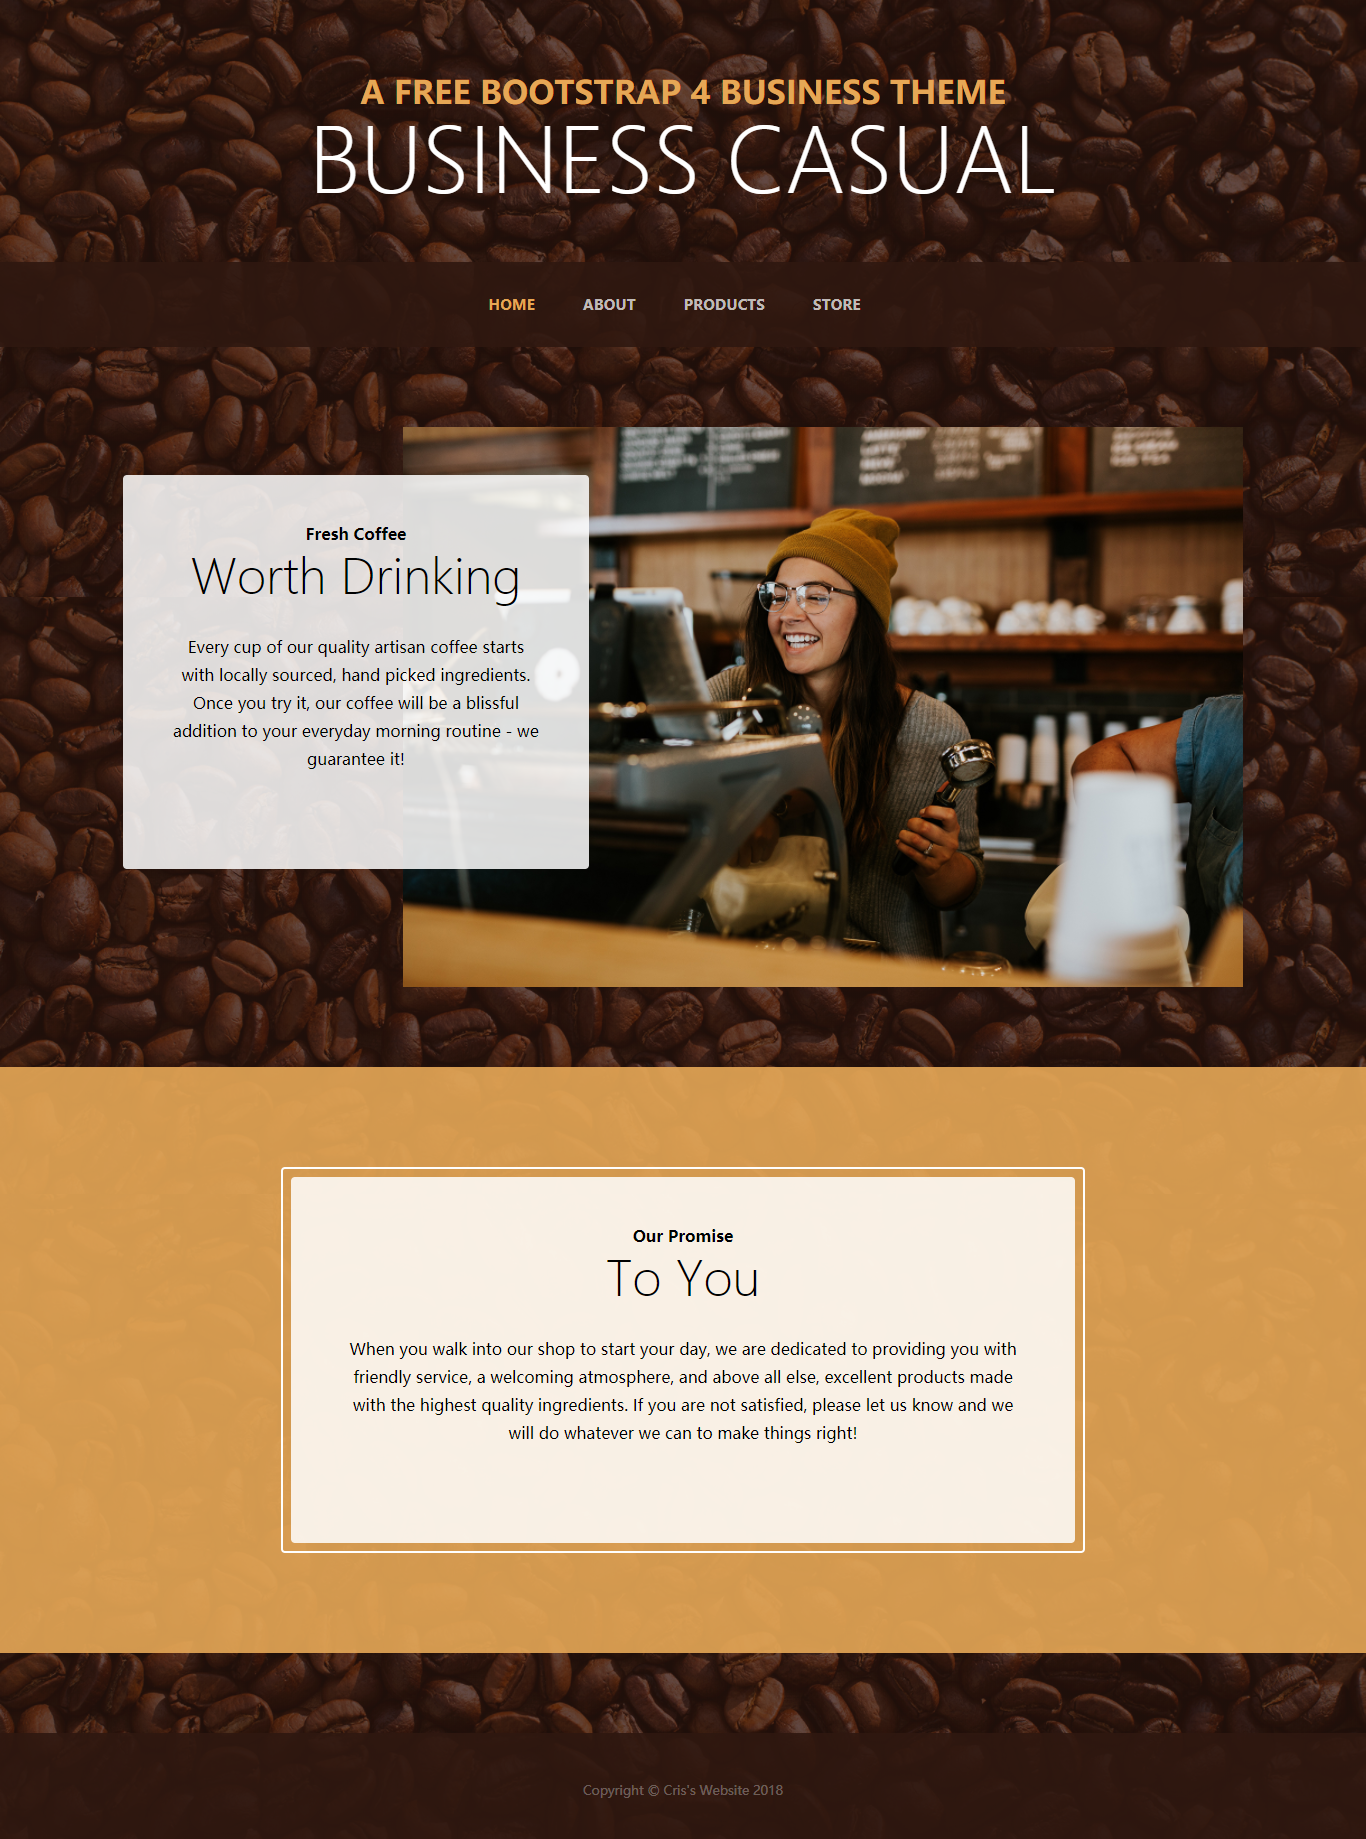 A FREE BOOTSTRAP 4 BUSINESS THEME
BUSINESS CASUAL
HOME ABOUT PRODUCTS STORE
Fresh Coffee
Worth Drinking
Every cup of our quality artisan coffee starts
with locally sourced, hand picked ingredients.
Once you try it, our coffee will be a blissful
addition to your everyday morning routine - we
guarantee it!
Our Promise
To You
When you walk into our shop to start your day, we are dedicated to providing you with
friendly service, a welcoming atmosphere, and above all else, excellent products made
with the highest quality ingredients. If you are not satisfied, please let us know and we
will do whatever we can to make things right!
Copyright © Cris's Website 2018